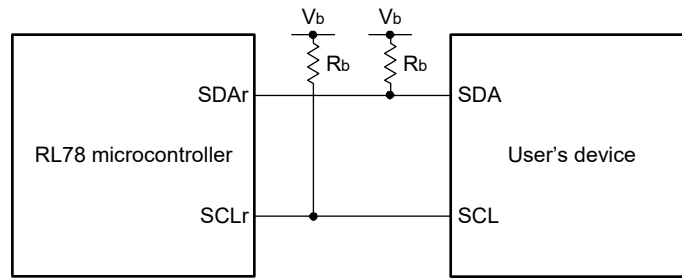 Vb Vb
Rb Rb
SDAr SDA
RL78 microcontroller User’s device
SCLr SCL